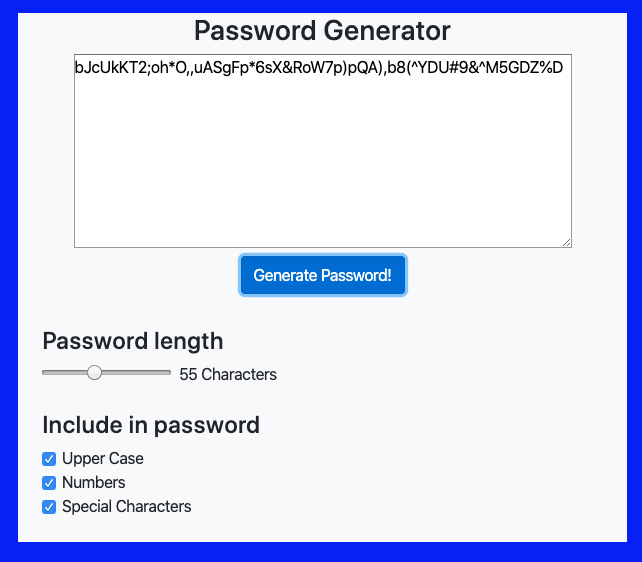 Password Generator
bJcUkKT2;oh*O,,uASgFp*6sX&RoW7p)pQA),b8(^YDU#9&^M5GDZ%D
Generate Password!
Password length
55 Characters
Include in password
Upper Case
Numbers
Special Characters